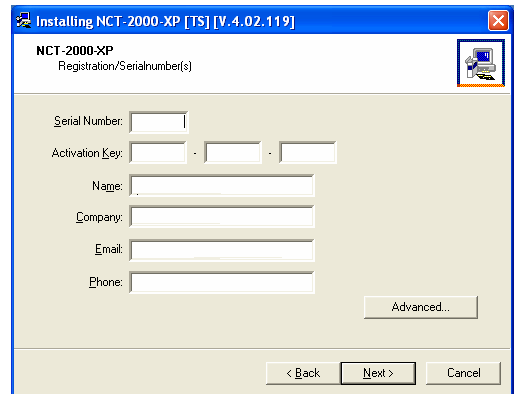 Installing NCT-2000-XP [TS] [V.4.02.119]
NCT-2000-XP
Registration/Serialnumber(s)
Serial Number:
Activation Key: - -
Name:
Company:
Email:
Phone:
Advanced...
< Back Next > Cancel